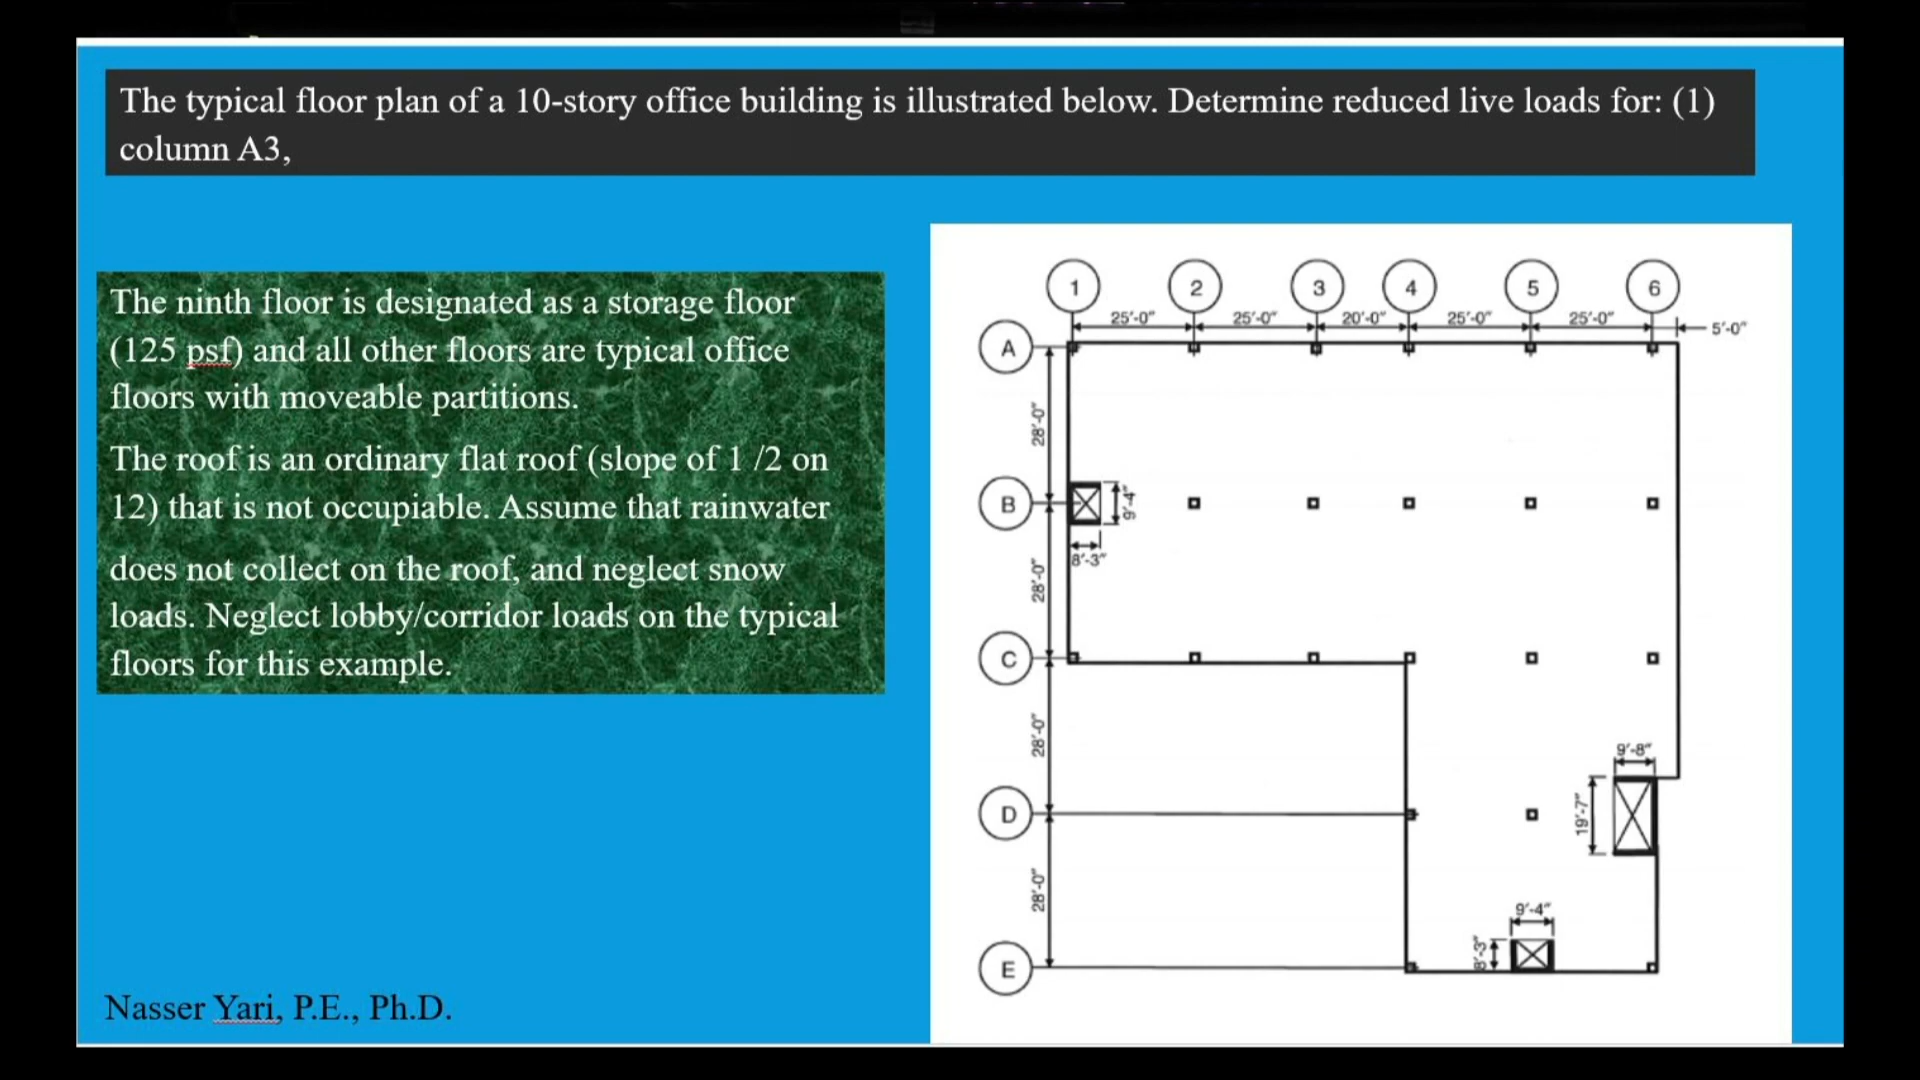 The typical floor plan of a 10-story office building is illustrated below. Determine reduced live loads for: (1)
column A3,
The ninth floor is designated as a storage floor
(125 psf) and all other floors are typical office
floors with moveable partitions.
The roof is an ordinary flat roof (slope of 1 /2 on
12) that is not occupiable. Assume that rainwater
does not collect on the roof, and neglect snow
loads. Neglect lobby/corridor loads on the typical
floors for this example.
Nasser Yari, P.E., Ph.D.
1 2 3 4 5 6
25'-0" 25'-0" 20'-0" 25'-0" 25'-0" 5'-0"
A
28'-0"
B
9'-4"
8'-3"
28'-0"
C
28'-0"
9'-8"
19'-7"
D
28'-0"
9'-4"
8'-3"
E